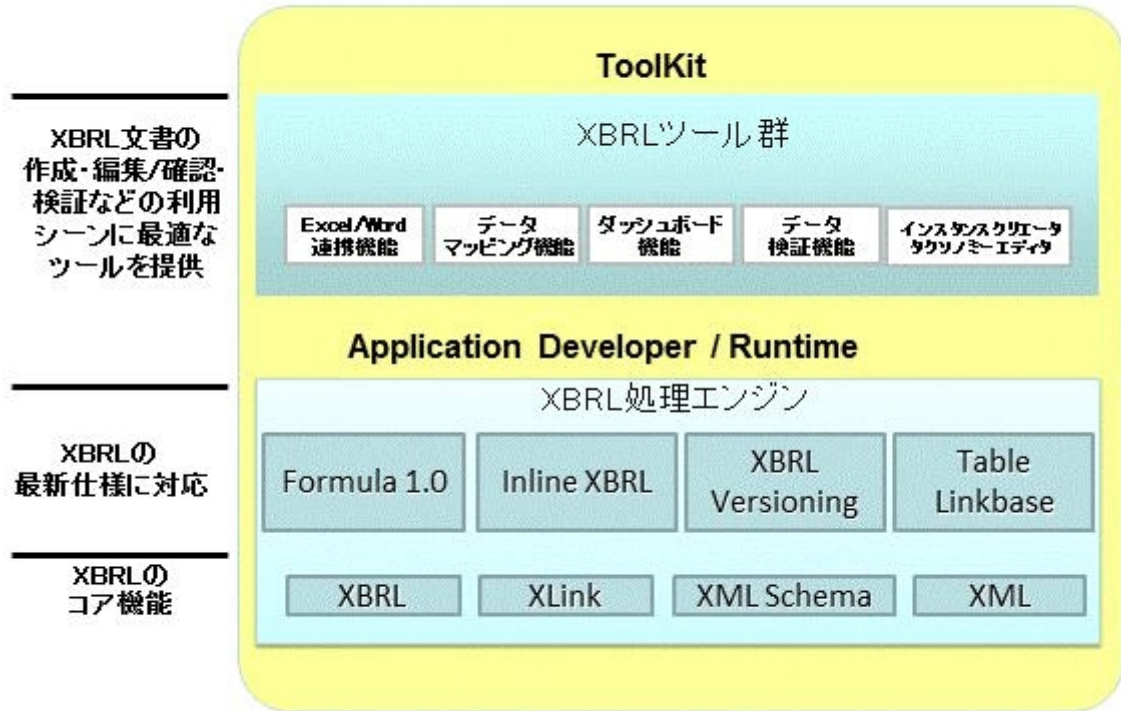 ToolKit
XBRL文書の
作成・編集/確認・
検証などの利用
シーンに最適な
ツールを提供
XBRLツール群
Excel/Word
連携機能
データ
マッピング機能
ダッシュボード
機能
データ
検証機能
インスタンスクリエータ
タクソノミーエディタ
Application Developer / Runtime
XBRL処理エンジン
XBRLの
最新仕様に対応
Formula 1.0
Inline XBRL
XBRL
Versioning
Table
Linkbase
XBRLの
コア機能
XBRL
XLink
XML Schema
XML